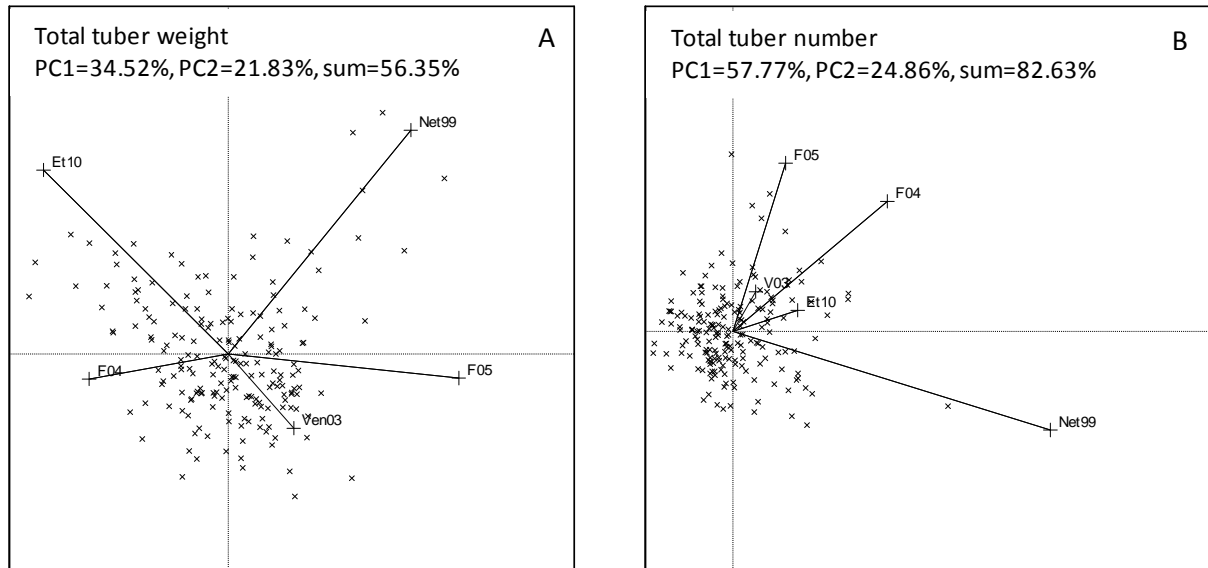 Total tuber weight
A
PC1=34.52%, PC2=21.83%, sum=56.35%
Net99
Et10
F04
F05
Ven03
Total tuber number
B
PC1=57.77%, PC2=24.86%, sum=82.63%
F05
F04
V03
Et10
Net99